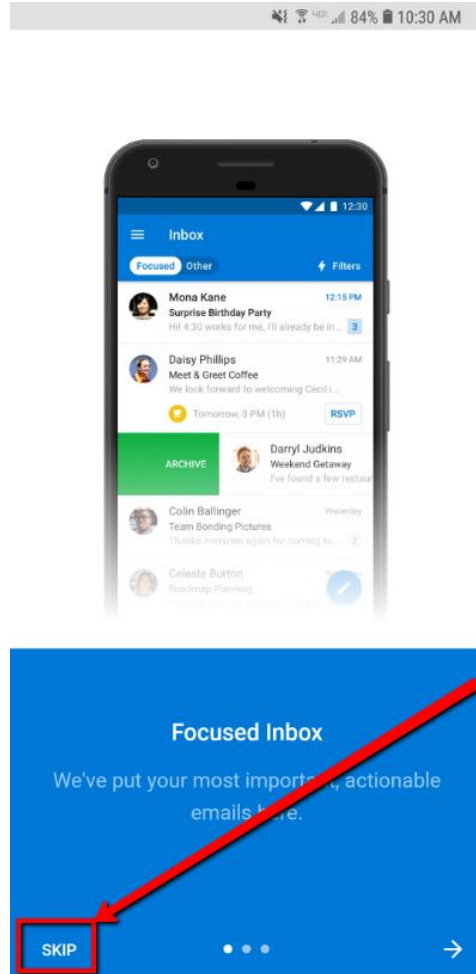 84% 10:30 AM
12:30
Inbox
Focused Other Filters
Mona Kane 12:15 PM
Surprise Birthday Party
Hi! 4:30 works for me, I'll already be in... 3
Daisy Phillips 11:29 AM
Meet & Greet Coffee
We look forward to welcoming Cecil i...
Tomorrow, 3 PM (1h) RSVP
ARCHIVE Darryl Judkins
Weekend Getaway
I've found a few restau
Colin Ballinger Yesterday
Team Bonding Pictures
Thanks everyone again for coming to... 2
Celeste Burton
Roadmap Planning
Focused Inbox
We've put your most important, actionable
emails here.
SKIP